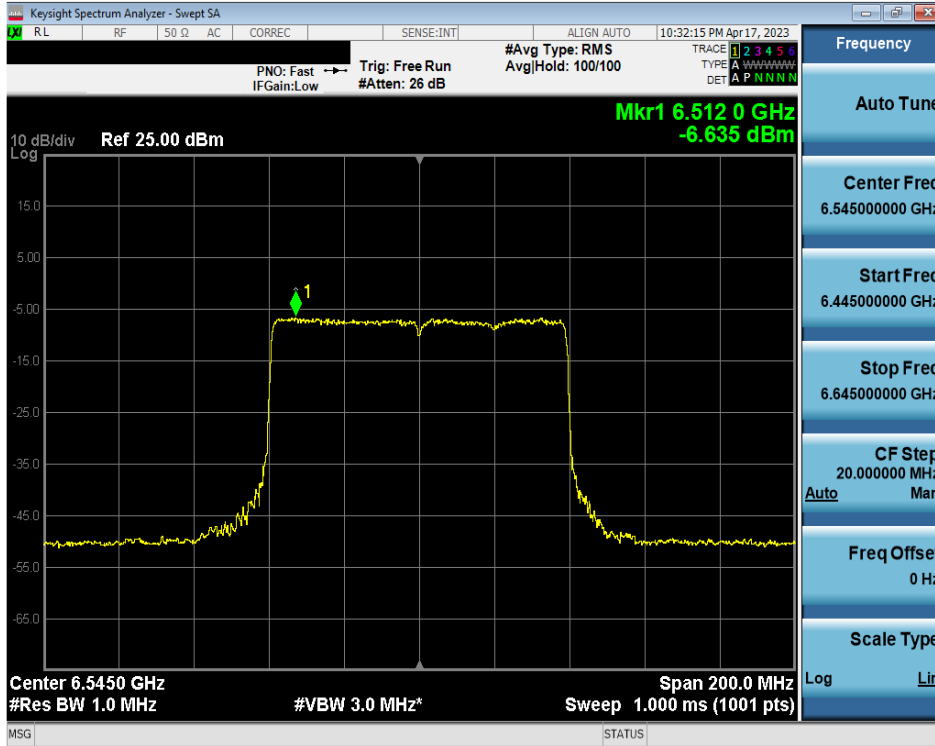 Keysight Spectrum Analyzer - Swept SA
LXI RL RF 50 Ω AC CORREC SENSE:INT ALIGN AUTO 10:32:15 PM Apr 17, 2023
#Avg Type: RMS TRACE 1 2 3 4 5 6
PNO: Fast Trig: Free Run Avg|Hold: 100/100 TYPE A WWWWW
IFGain:Low #Atten: 26 dB DET A P N N N N
Mkr1 6.512 0 GHz
-6.635 dBm
10 dB/div Ref 25.00 dBm
Log
15.0
5.00
1
-5.00
-15.0
-25.0
-35.0
-45.0
-55.0
-65.0
Center 6.5450 GHz Span 200.0 MHz
#Res BW 1.0 MHz #VBW 3.0 MHz* Sweep 1.000 ms (1001 pts)
MSG STATUS
Frequency
Auto Tune
Center Freq
6.545000000 GHz
Start Freq
6.445000000 GHz
Stop Freq
6.645000000 GHz
CF Step
20.000000 MHz
Auto Man
Freq Offset
0 Hz
Scale Type
Log Lin